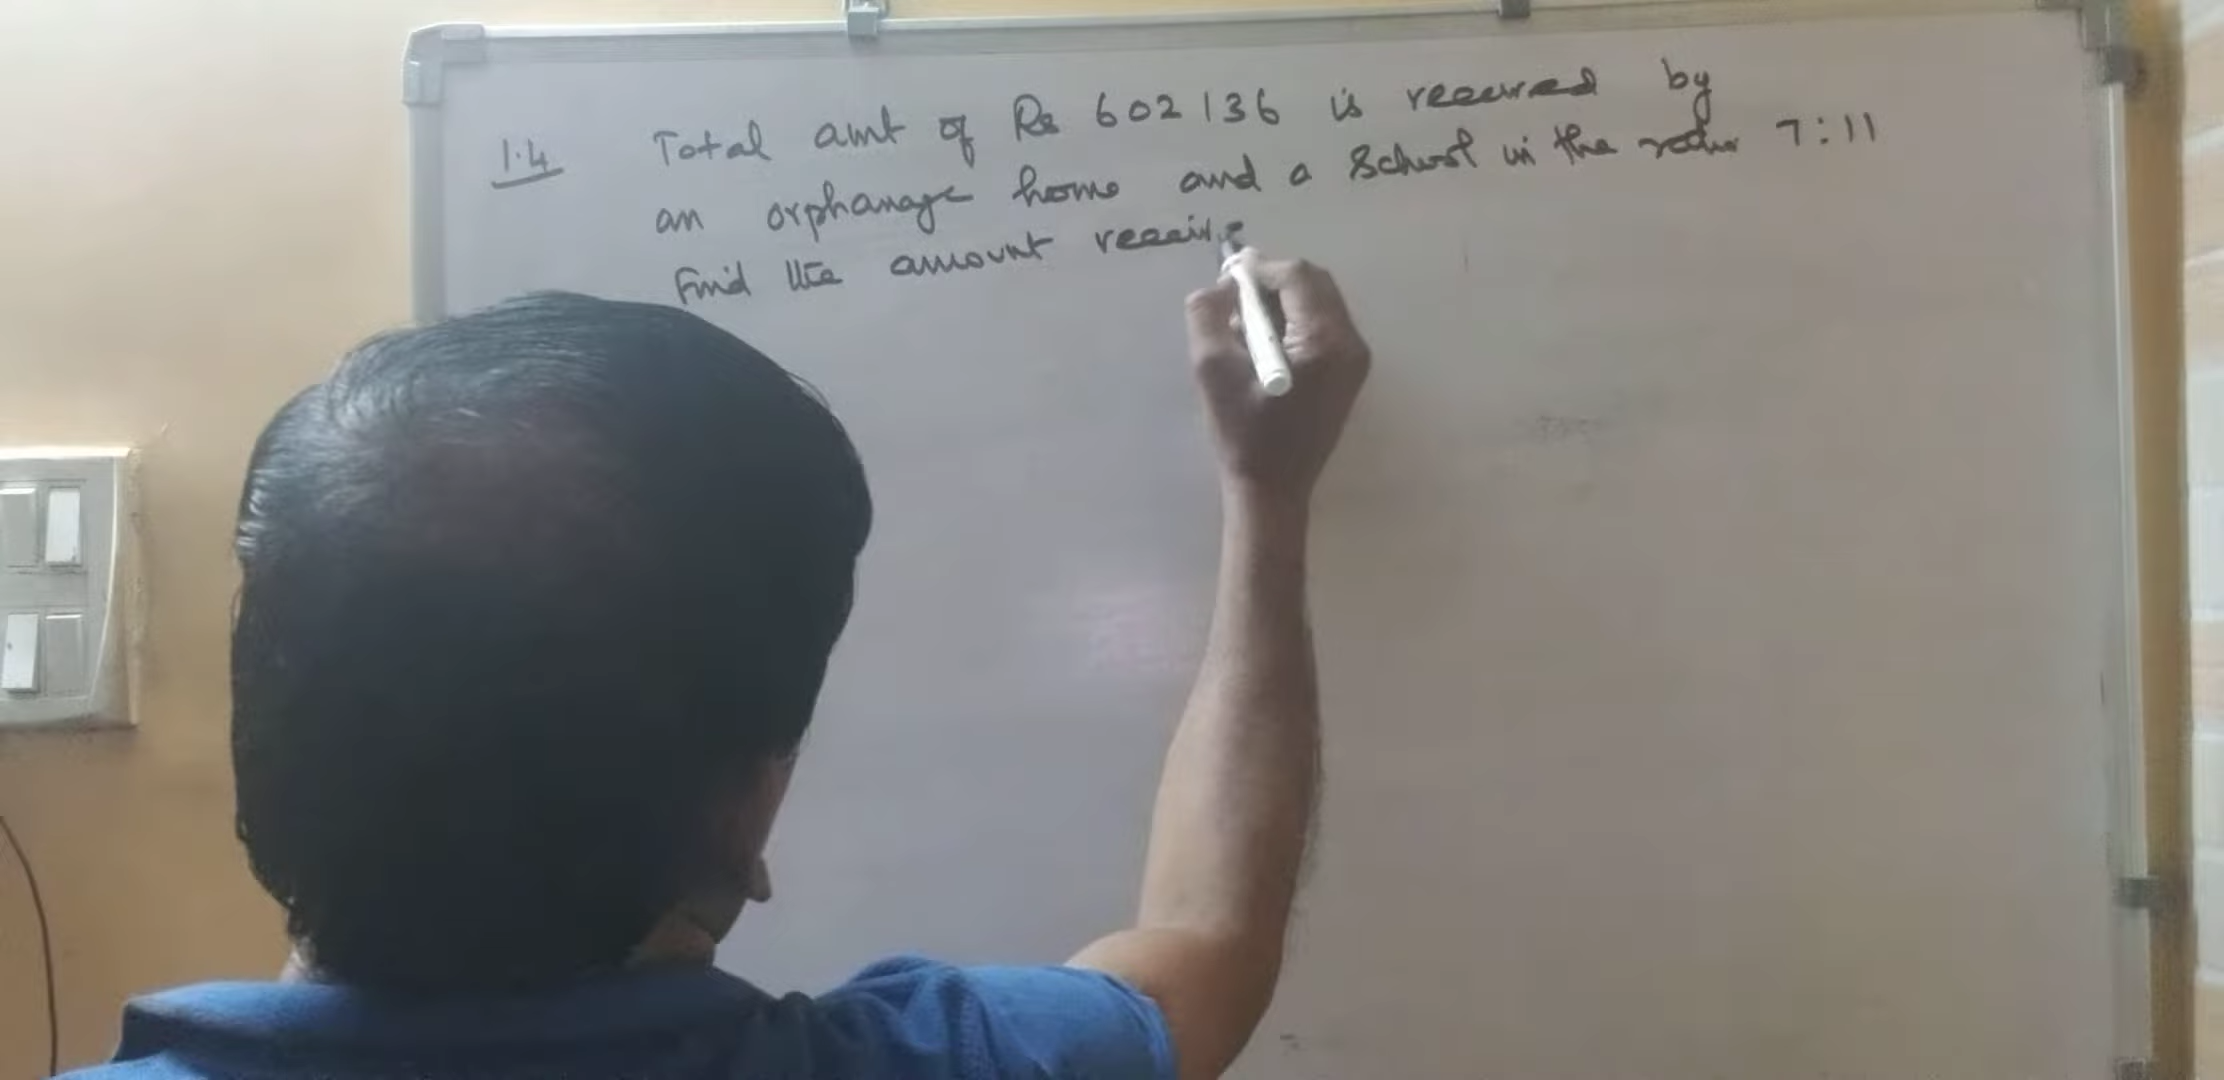 1.4 Total amt of Rs 602136 is received by
an orphanage home and a School in the ratio 7:11
Find the amount receive